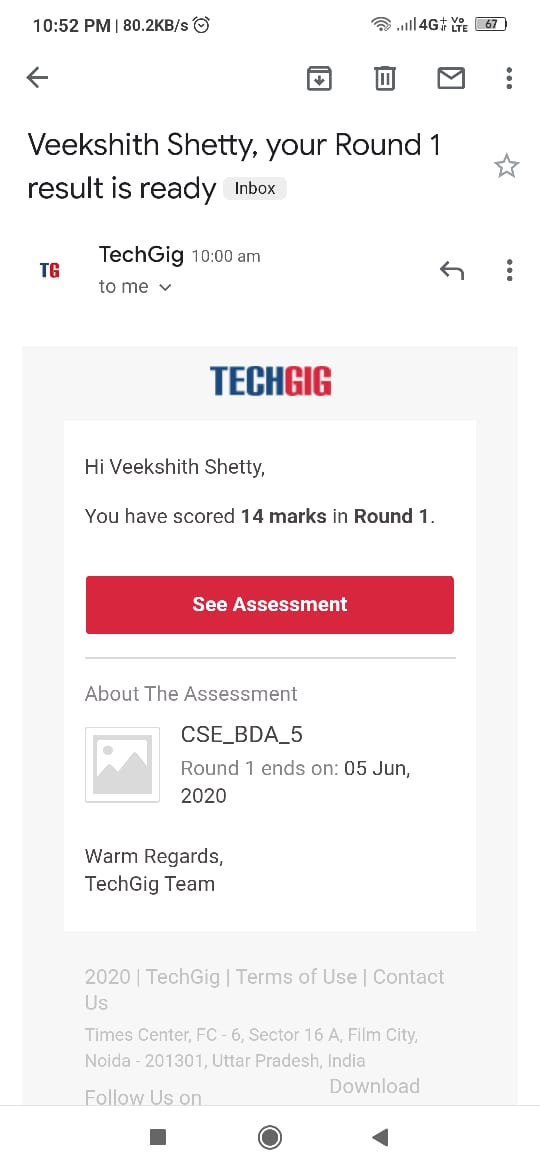 10:52 PM | 80.2KB/s
4G+ Vo LTE 67
Veekshith Shetty, your Round 1
result is ready Inbox
TG
TechGig 10:00 am
to me
TECHGIG
Hi Veekshith Shetty,
You have scored 14 marks in Round 1.
See Assessment
About The Assessment
CSE_BDA_5
Round 1 ends on: 05 Jun,
2020
Warm Regards,
TechGig Team
2020 | TechGig | Terms of Use | Contact
Us
Times Center, FC - 6, Sector 16 A, Film City,
Noida - 201301, Uttar Pradesh, India
Download
Follow Us on